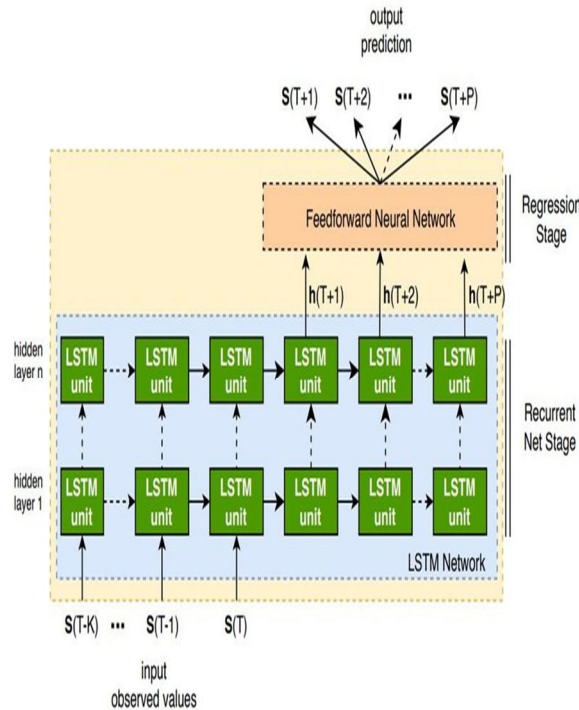 output
prediction
S(T+1) S(T+2) ... S(T+P)
Feedforward Neural Network
Regression
Stage
h(T+1) h(T+2) h(T+P)
hidden
layer n
LSTM
unit
LSTM
unit
LSTM
unit
LSTM
unit
LSTM
unit
LSTM
unit
Recurrent
Net Stage
hidden
layer 1
LSTM
unit
LSTM
unit
LSTM
unit
LSTM
unit
LSTM
unit
LSTM
unit
LSTM Network
S(T-K) ... S(T-1) S(T)
input
observed values